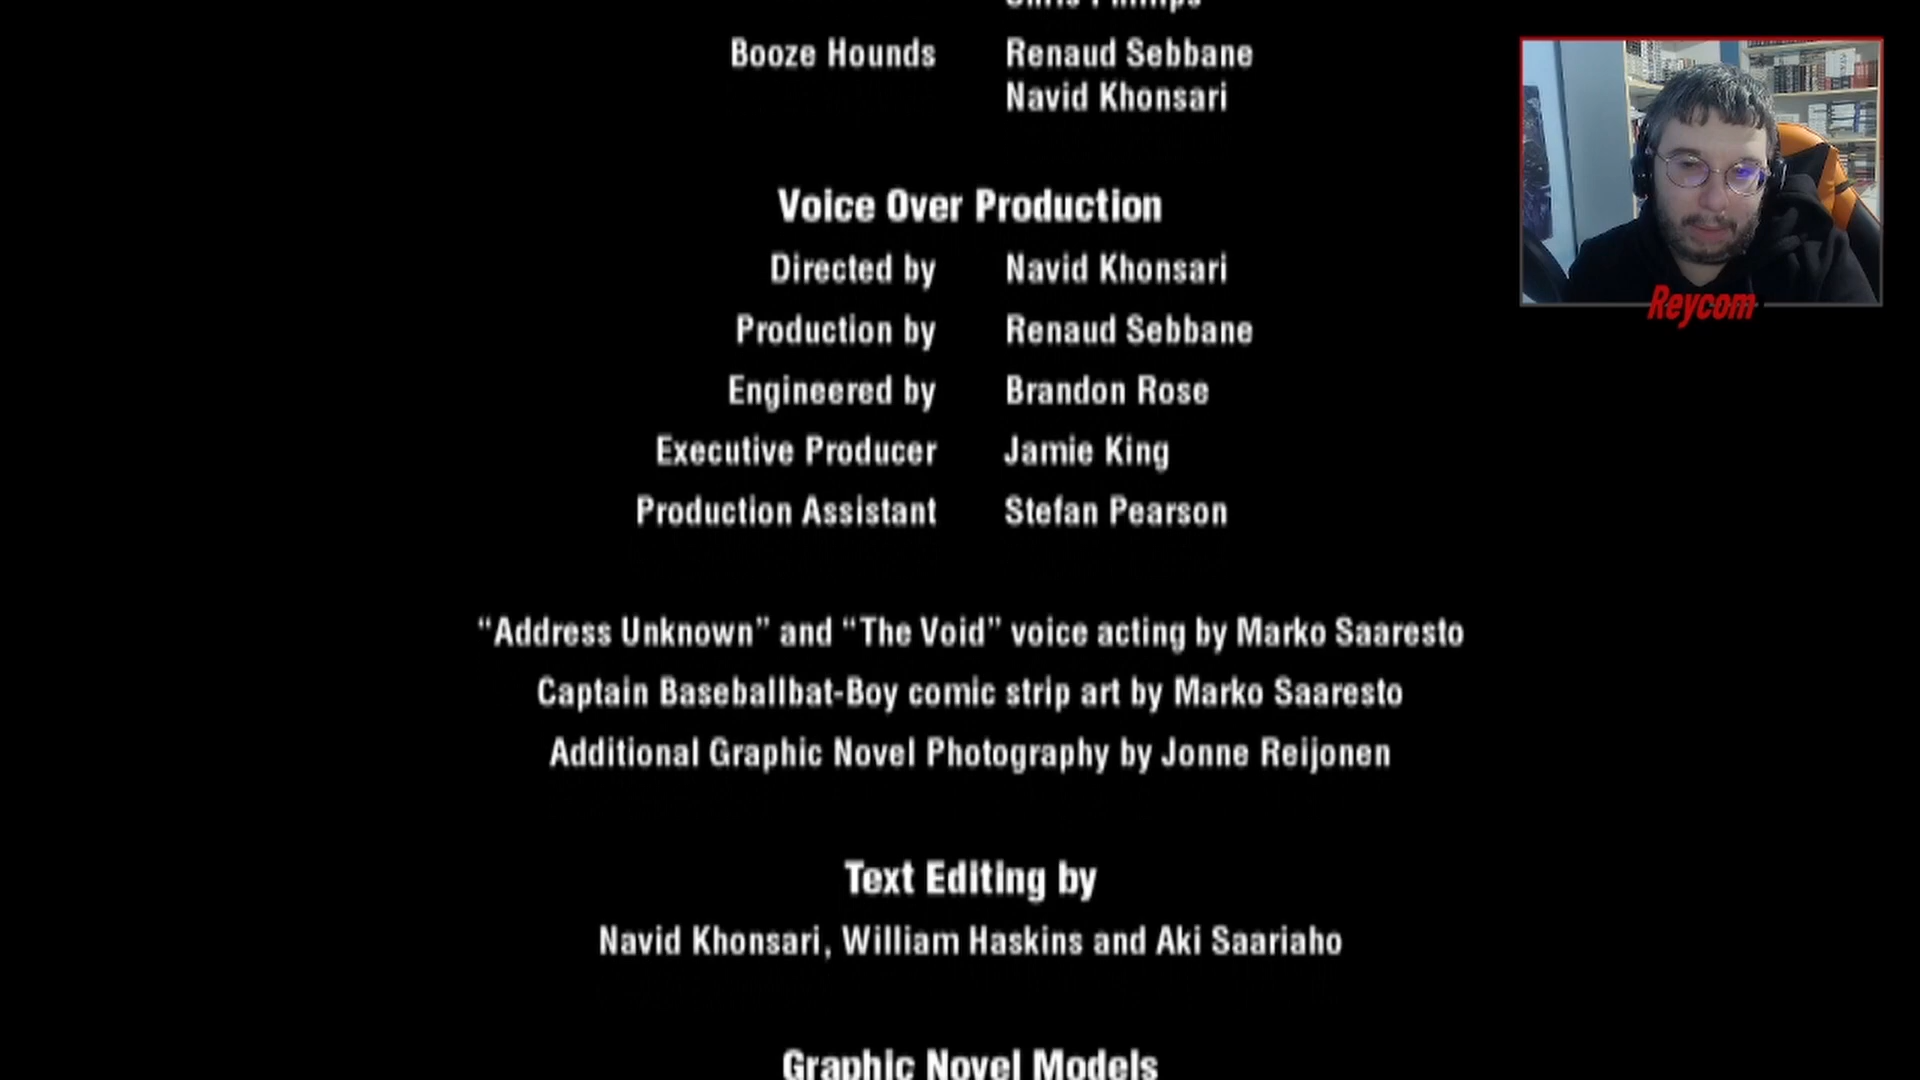 Chris Phillips
Booze Hounds Renaud Sebbane
Navid Khonsari
Voice Over Production
Directed by Navid Khonsari
Production by Renaud Sebbane
Engineered by Brandon Rose
Executive Producer Jamie King
Production Assistant Stefan Pearson
“Address Unknown” and “The Void” voice acting by Marko Saaresto
Captain Baseballbat-Boy comic strip art by Marko Saaresto
Additional Graphic Novel Photography by Jonne Reijonen
Text Editing by
Navid Khonsari, William Haskins and Aki Saariaho
Graphic Novel Models
Reycom